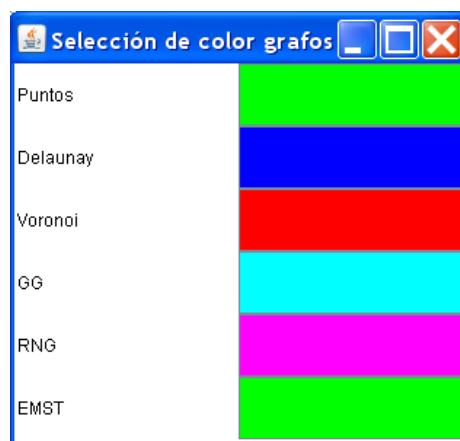 Selección de color grafos
Puntos
Delaunay
Voronoi
GG
RNG
EMST